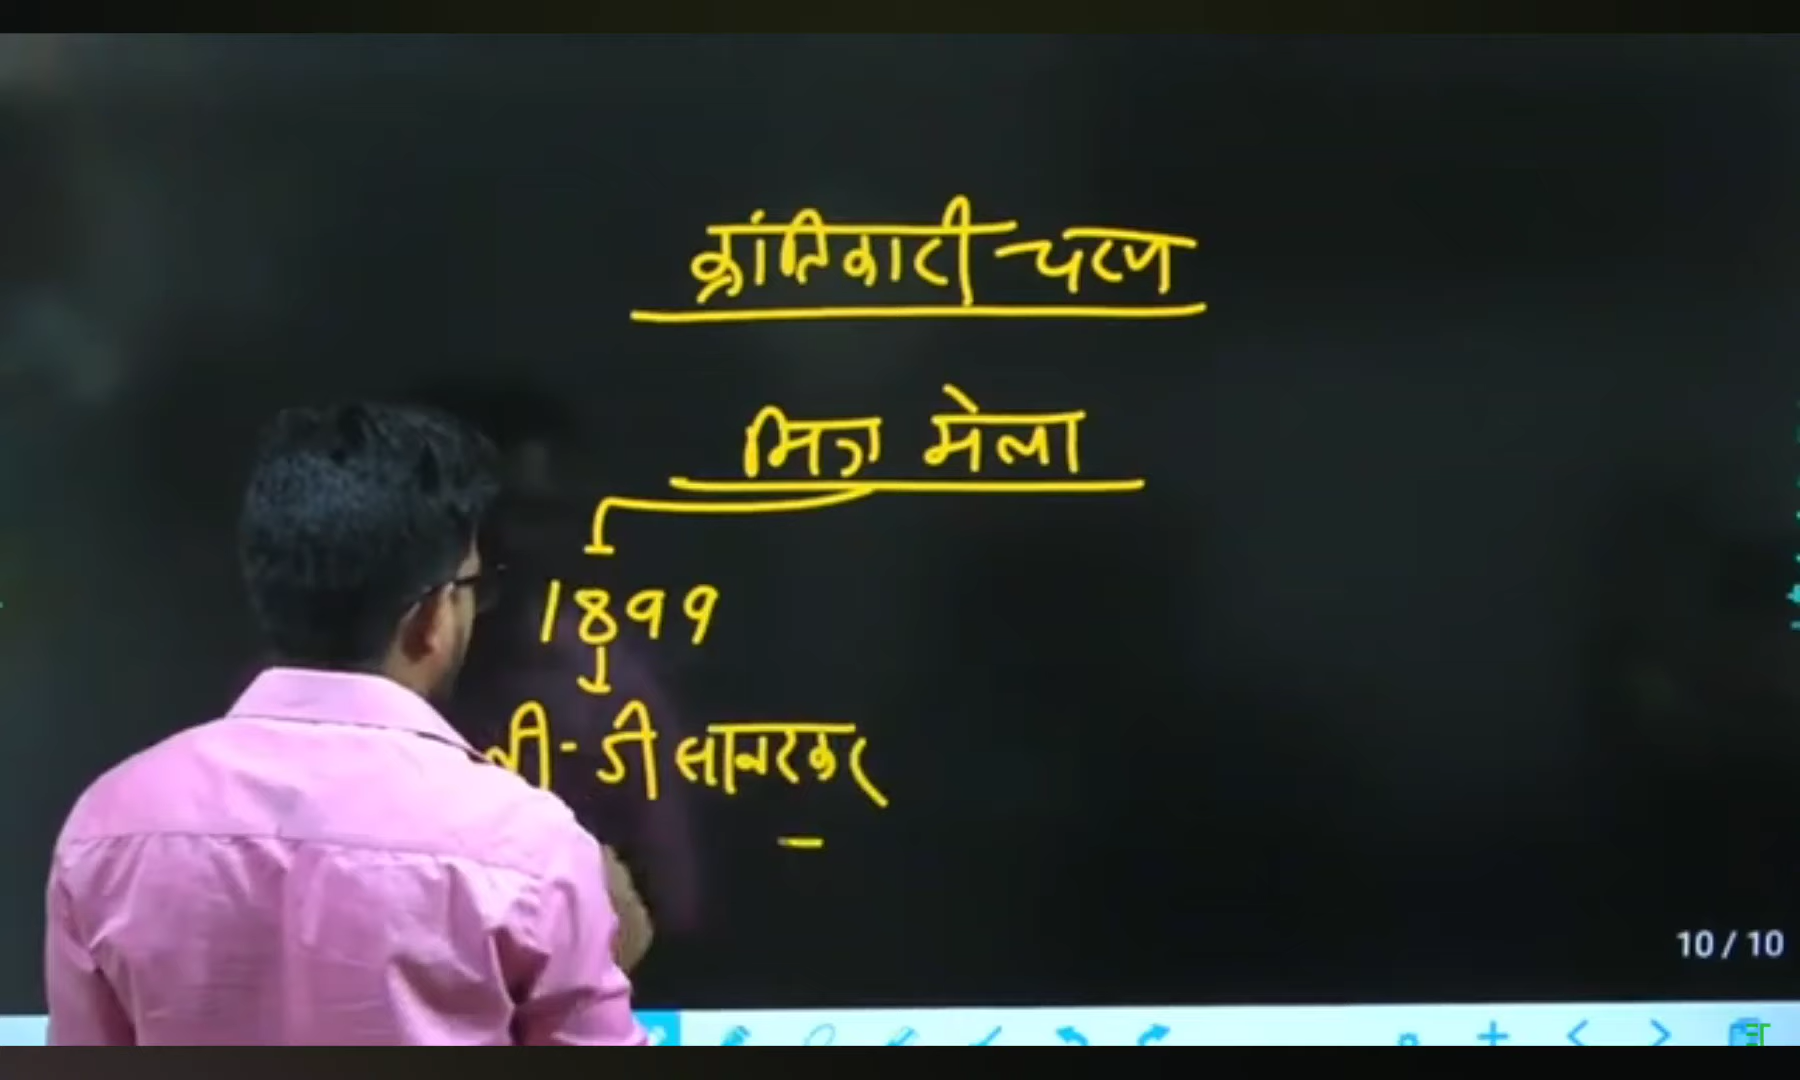 क्रांतिकारी चरण
मित्र मेला
1899
वी-डी सावरकर
10 / 10